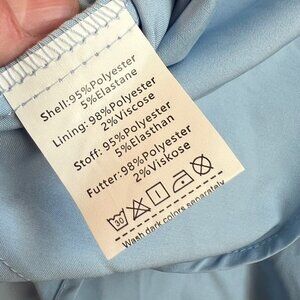 Shell:95%Polyester
5%Elastane
Lining: 98%Polyester
2%Viscose
Stoff: 95%Polyester
5%Elasthan
Futter:98%Polyester
2%Viskose
30
Wash dark colors separately